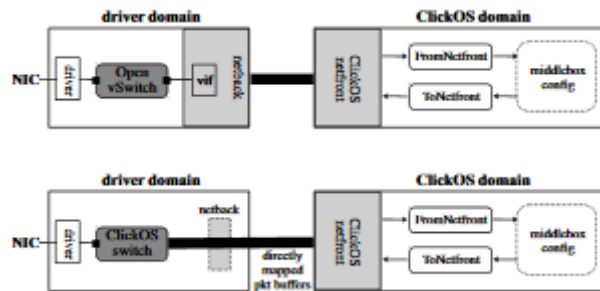 driver domain
ClickOS domain
NIC
driver
Open
vSwitch
vif
netback
ClickOS
netfront
FromNetfront
ToNetfront
middlebox
config
driver domain
ClickOS domain
netback
NIC
driver
ClickOS
switch
directly
mapped
pkt buffers
ClickOS
netfront
FromNetfront
ToNetfront
middlebox
config